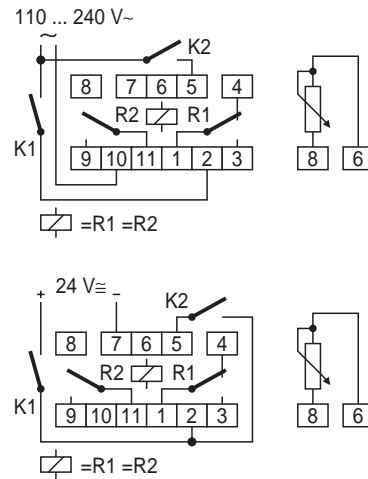 110 ... 240 V~
~
K2
8 7 6 5 4
R2 R1
K1
9 10 11 1 2 3
8 6
=R1 =R2
+ 24 V≅ –
K2
8 7 6 5 4
R2 R1
K1
9 10 11 1 2 3
8 6
=R1 =R2